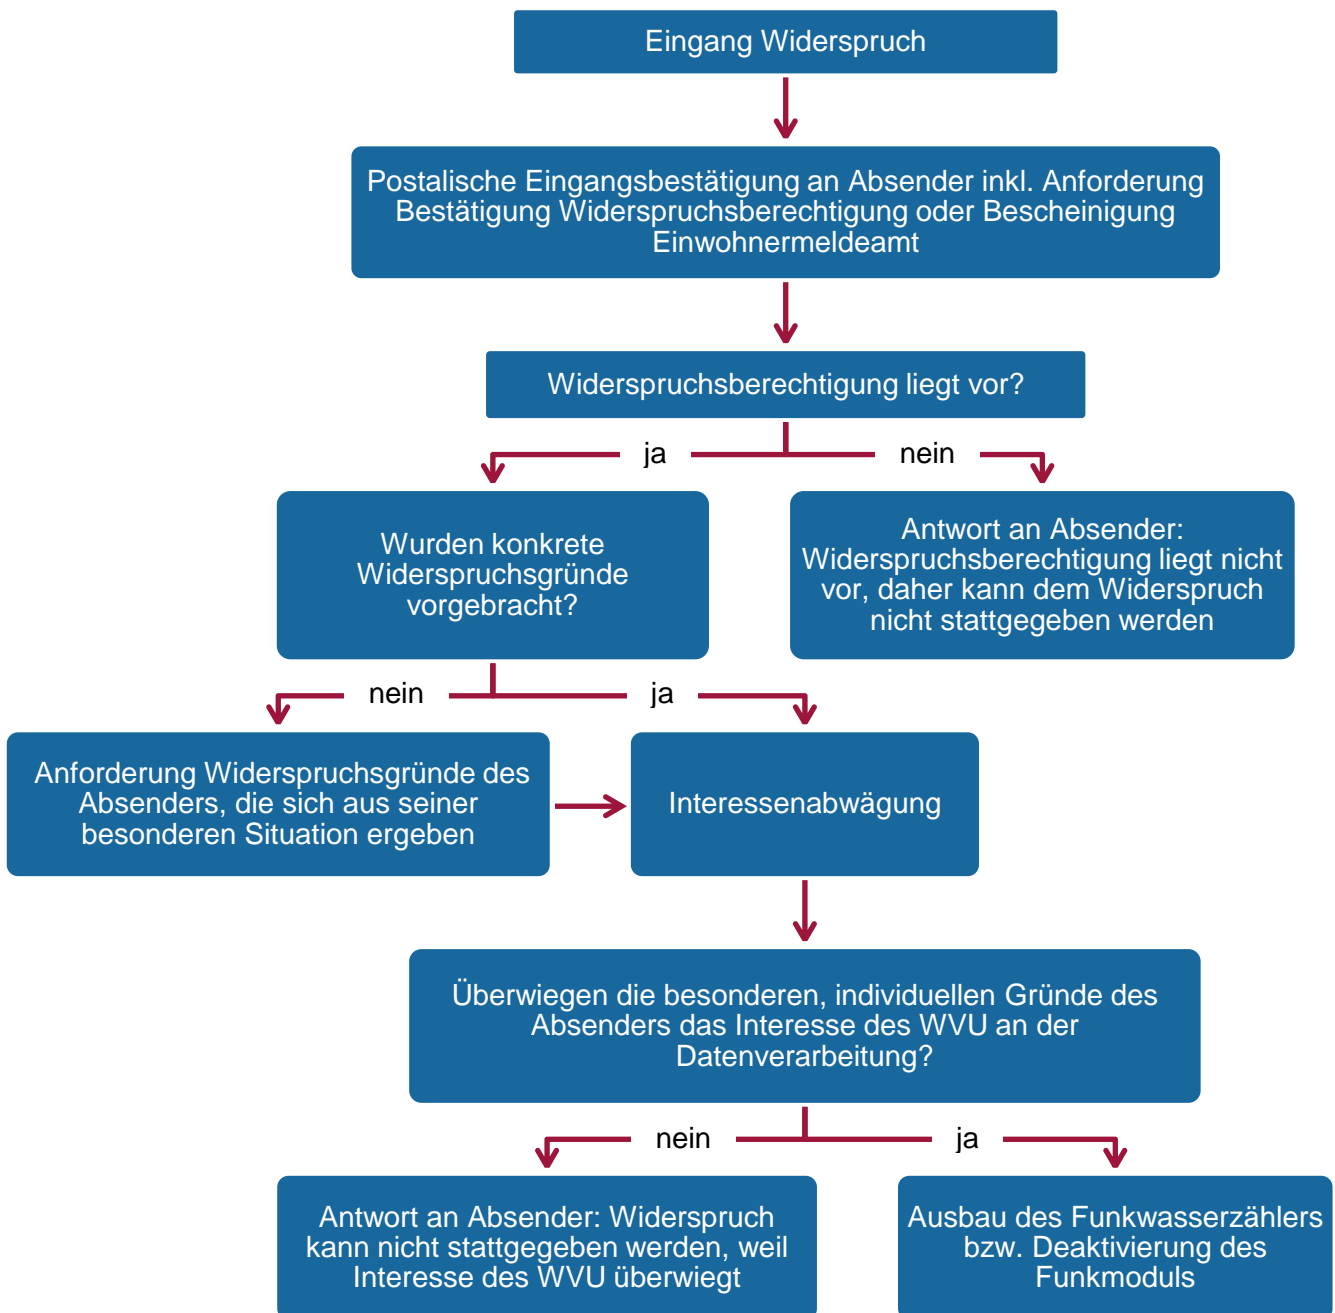 Eingang Widerspruch
Postalische Eingangsbestätigung an Absender inkl. Anforderung
Bestätigung Widerspruchsberechtigung oder Bescheinigung
Einwohnermeldeamt
Widerspruchsberechtigung liegt vor?
ja
nein
Wurden konkrete
Widerspruchsgründe
vorgebracht?
Antwort an Absender:
Widerspruchsberechtigung liegt nicht
vor, daher kann dem Widerspruch
nicht stattgegeben werden
nein
ja
Anforderung Widerspruchsgründe des
Absenders, die sich aus seiner
besonderen Situation ergeben
Interessenabwägung
Überwiegen die besonderen, individuellen Gründe des
Absenders das Interesse des WVU an der
Datenverarbeitung?
nein
ja
Antwort an Absender: Widerspruch
kann nicht stattgegeben werden, weil
Interesse des WVU überwiegt
Ausbau des Funkwasserzählers
bzw. Deaktivierung des
Funkmoduls